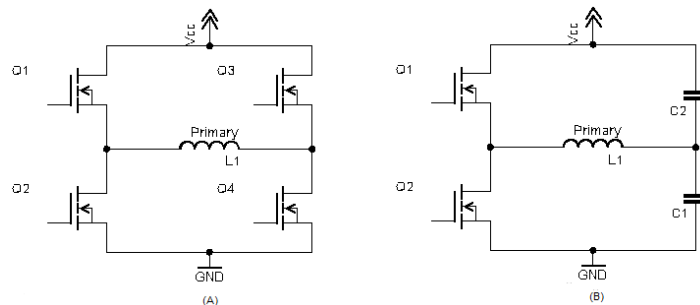 Vcc
Q1
Q3
Primary
L1
Q2
Q4
GND
(A)
Vcc
Q1
C2
Primary
L1
Q2
C1
GND
(B)